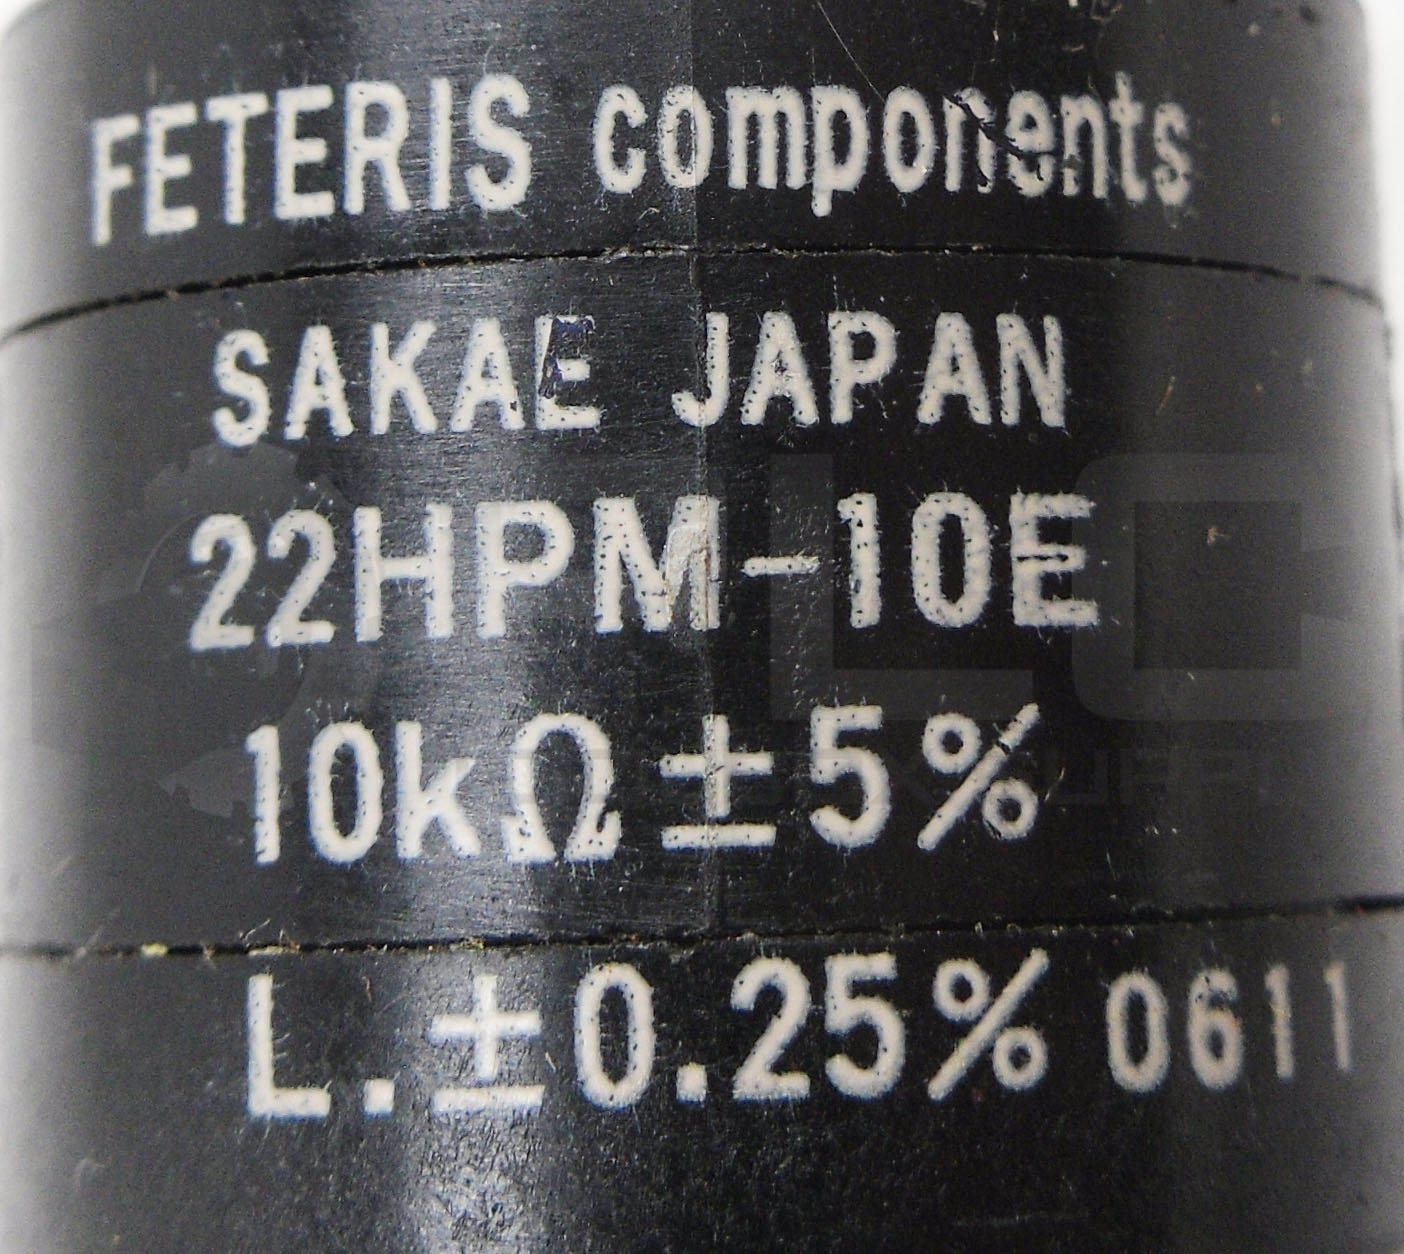 FETERIS components
SAKAE JAPAN
22HPM-10E
10kΩ ±5%
L. ±0.25% 0611